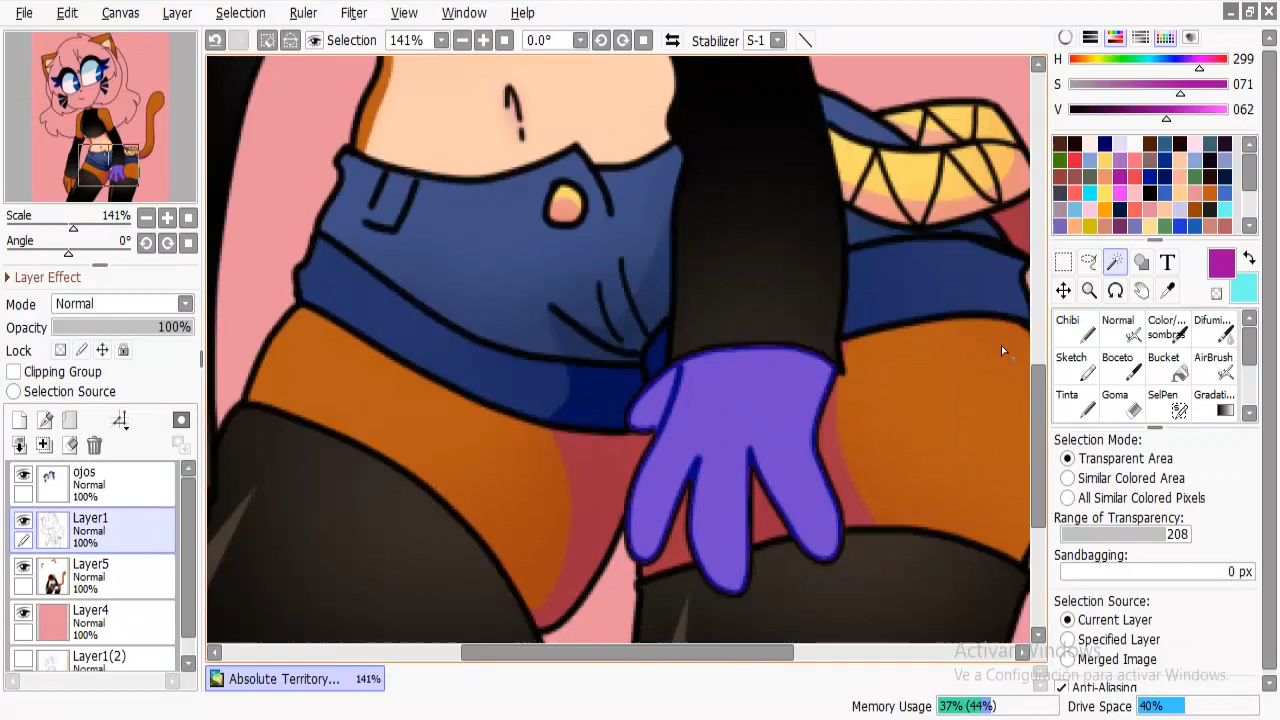 File Edit Canvas Layer Selection Ruler Filter View Window Help
Selection 141% 0.0° Stabilizer S-1
H 299
S 071
V 062
Scale 141%
Angle 0°
Layer Effect
Mode Normal
Opacity 100%
Lock
Clipping Group
Selection Source
ojos
Normal
100%
Layer1
Normal
100%
Layer5
Normal
100%
Layer4
Normal
100%
Layer1(2)
Normal
T
Chibi Normal Color/... sombras Difumi...
Sketch Boceto Bucket AirBrush
Tinta Goma SelPen Gradati...
Selection Mode:
Transparent Area
Similar Colored Area
All Similar Colored Pixels
Range of Transparency:
208
Sandbagging:
0 px
Selection Source:
Current Layer
Specified Layer
Merged Image
Anti-Aliasing
Activar Windows
Ve a Configuración para activar Windows.
Absolute Territory... 141%
Memory Usage 37% (44%) Drive Space 40%